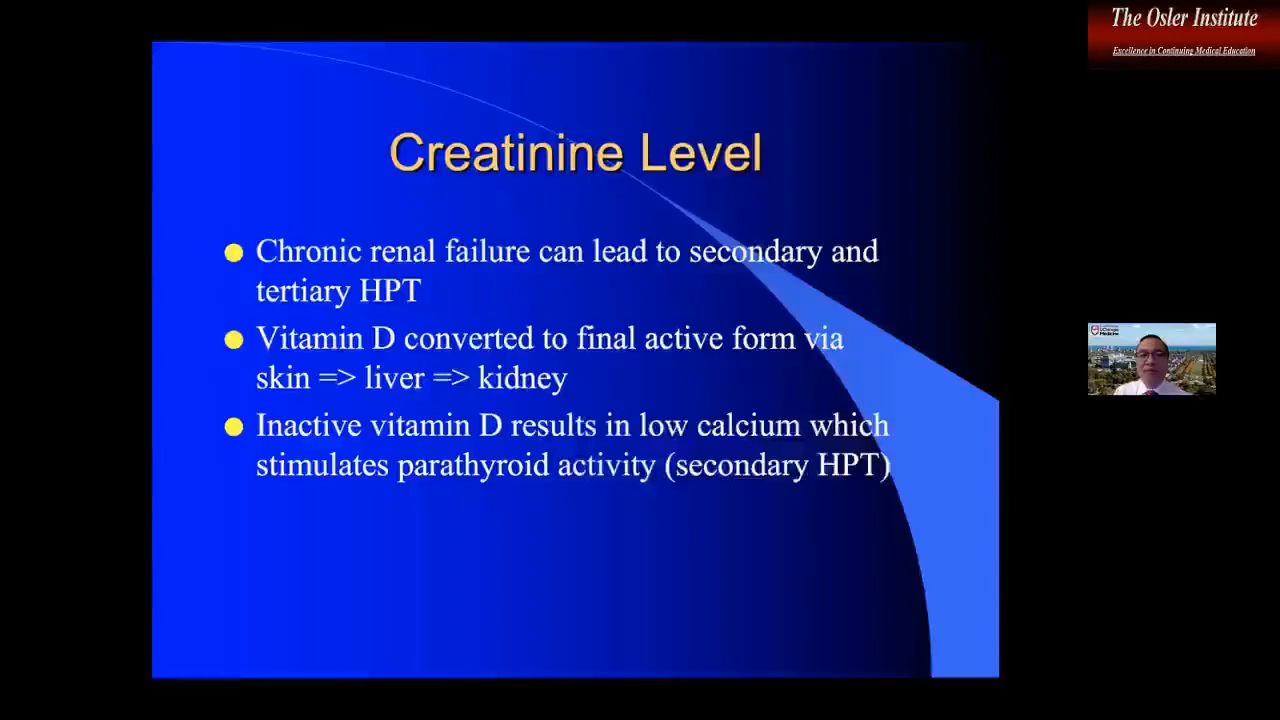 The Osler Institute
Excellence in Continuing Medical Education
Creatinine Level
Chronic renal failure can lead to secondary and
tertiary HPT
Vitamin D converted to final active form via
skin => liver => kidney
Inactive vitamin D results in low calcium which
stimulates parathyroid activity (secondary HPT)
UChicago
Medicine